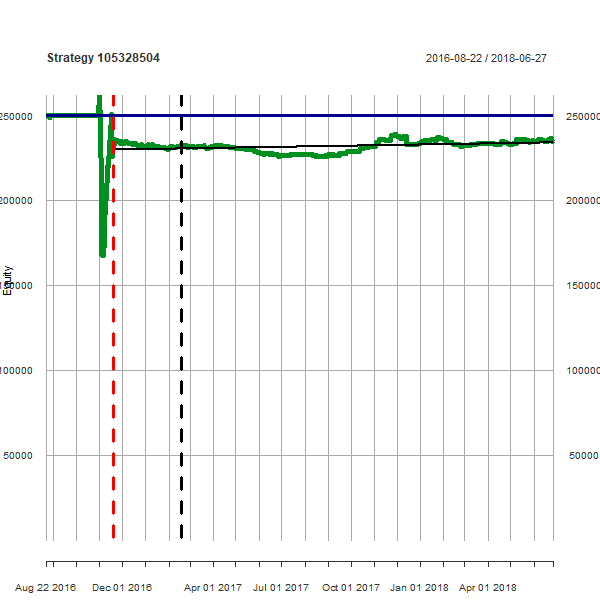 Strategy 105328504 2016-08-22 / 2018-06-27
250000 250000
200000 200000
Equity
150000 150000
100000 100000
50000 50000
Aug 22 2016 Dec 01 2016 Apr 01 2017 Jul 01 2017 Oct 01 2017 Jan 01 2018 Apr 01 2018